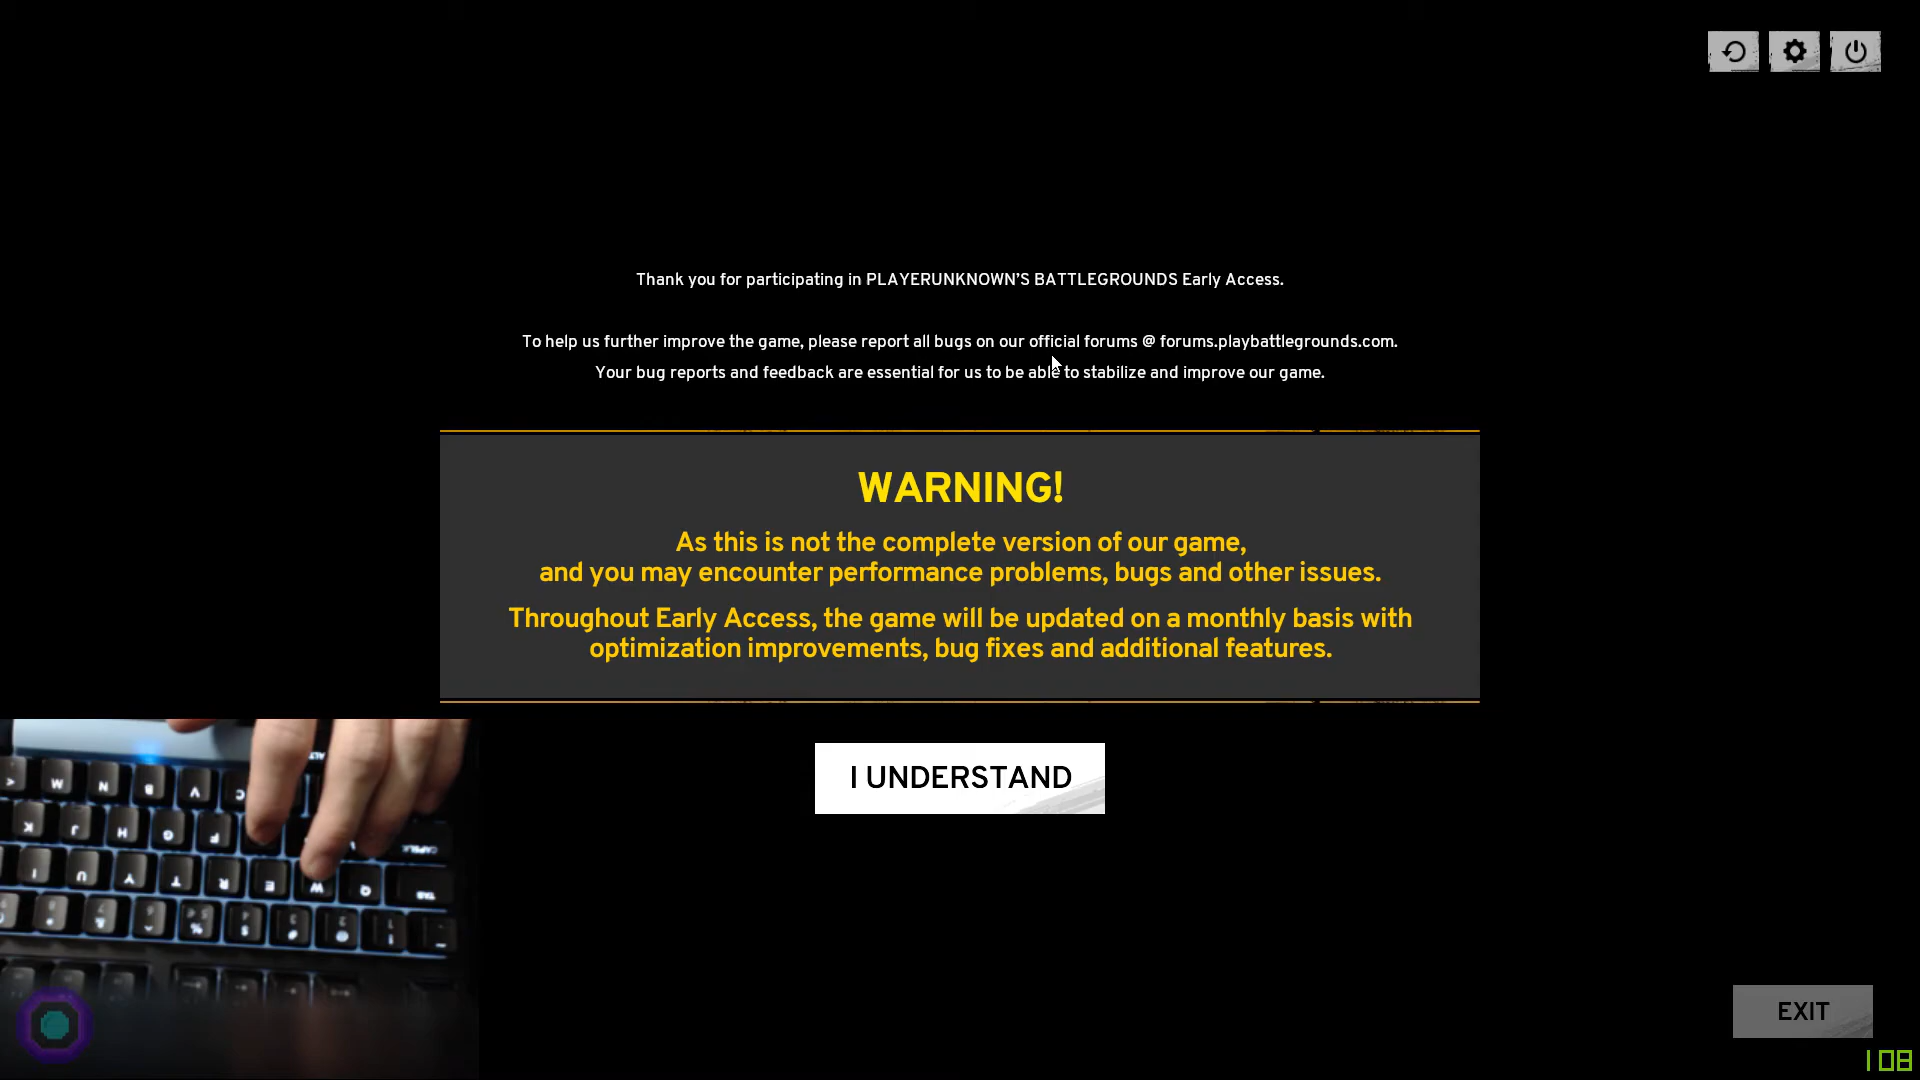 Thank you for participating in PLAYERUNKNOWN'S BATTLEGROUNDS Early Access.
To help us further improve the game, please report all bugs on our official forums @ forums.playbattlegrounds.com.
Your bug reports and feedback are essential for us to be able to stabilize and improve our game.
WARNING!
As this is not the complete version of our game,
and you may encounter performance problems, bugs and other issues.
Throughout Early Access, the game will be updated on a monthly basis with
optimization improvements, bug fixes and additional features.
I UNDERSTAND
< M N B V C ALT
K J H G F CAPSLK
I U Y T R E W Q TAB
* & ^ % $ # @ !
EXIT
108